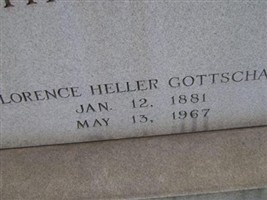 LORENCE HELLER GOTTSCHA
JAN. 12, 1881
MAY 13, 1967